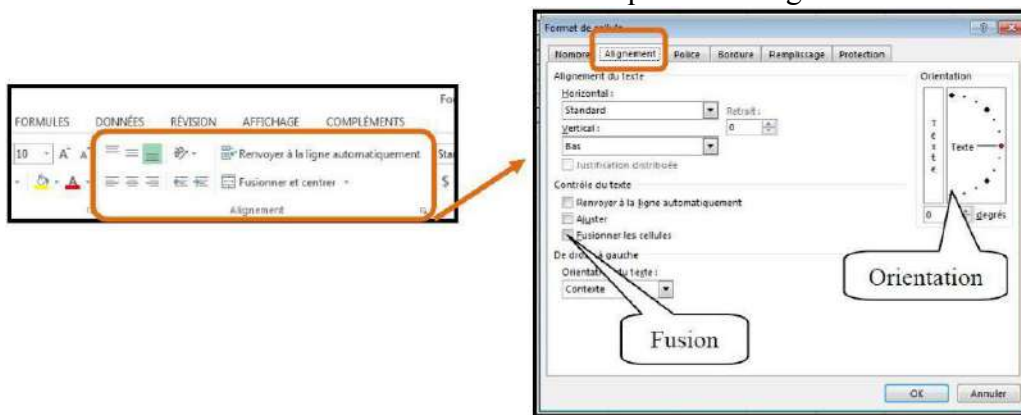 FORMULES DONNÉES RÉVISION AFFICHAGE COMPLÉMENTS
10 A A Renvoyer à la ligne automatiquement
A Fusionner et centrer $
Alignement
Format de cellule
Nombre Alignement Police Bordure Remplissage Protection
Alignement du texte
Horizontal :
Standard Retrait :
Vertical : 0
Bas
Justification distribuée
Contrôle du texte
Renvoyer à la ligne automatiquement
Ajuster
Fusionner les cellules
De droite à gauche
Orientation du texte :
Contexte
Orientation
Texte
Texte
0 degrés
Orientation
Fusion
OK Annuler